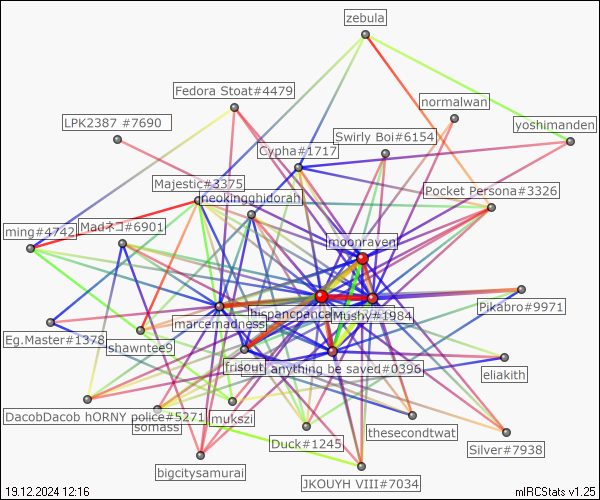 zebula
Fedora Stoat#4479
normalwan
LPK2387 #7690
yoshimanden
Swirly Boi#6154
Cypha#1717
Majestic#3375
Pocket Persona#3326
neokingghidorah
Madネコ#6901
ming#4742
moonraven
Pikabro#9971
hispancpanca
Mushy#1984
marcemadness
Eg.Master#1378
shawntee9
frisout
anything be saved#0396
eliakith
DacobDacob hORNY police#5271
mukszi
thesecondtwat
somass
Duck#1245
Silver#7938
bigcitysamurai
JKOUYH VIII#7034
19.12.2024 12:16
mIRCStats v1.25